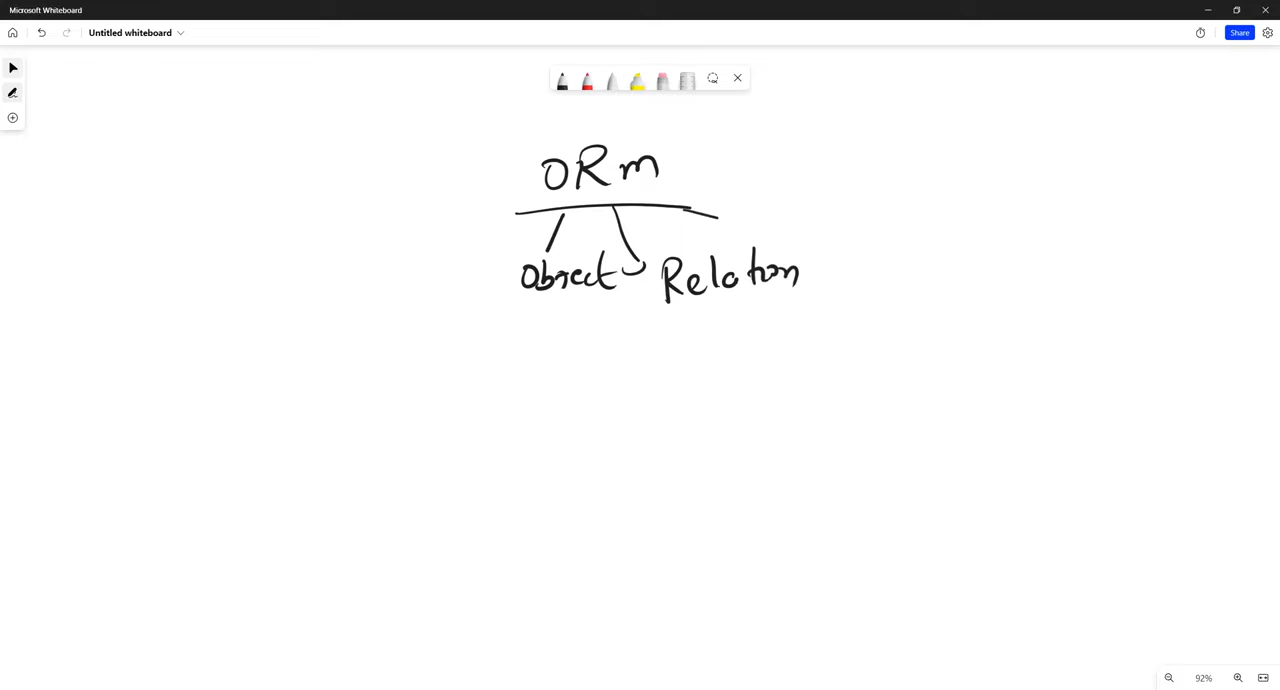 Microsoft Whiteboard
Untitled whiteboard
Share
ORm
Object Relation
92%